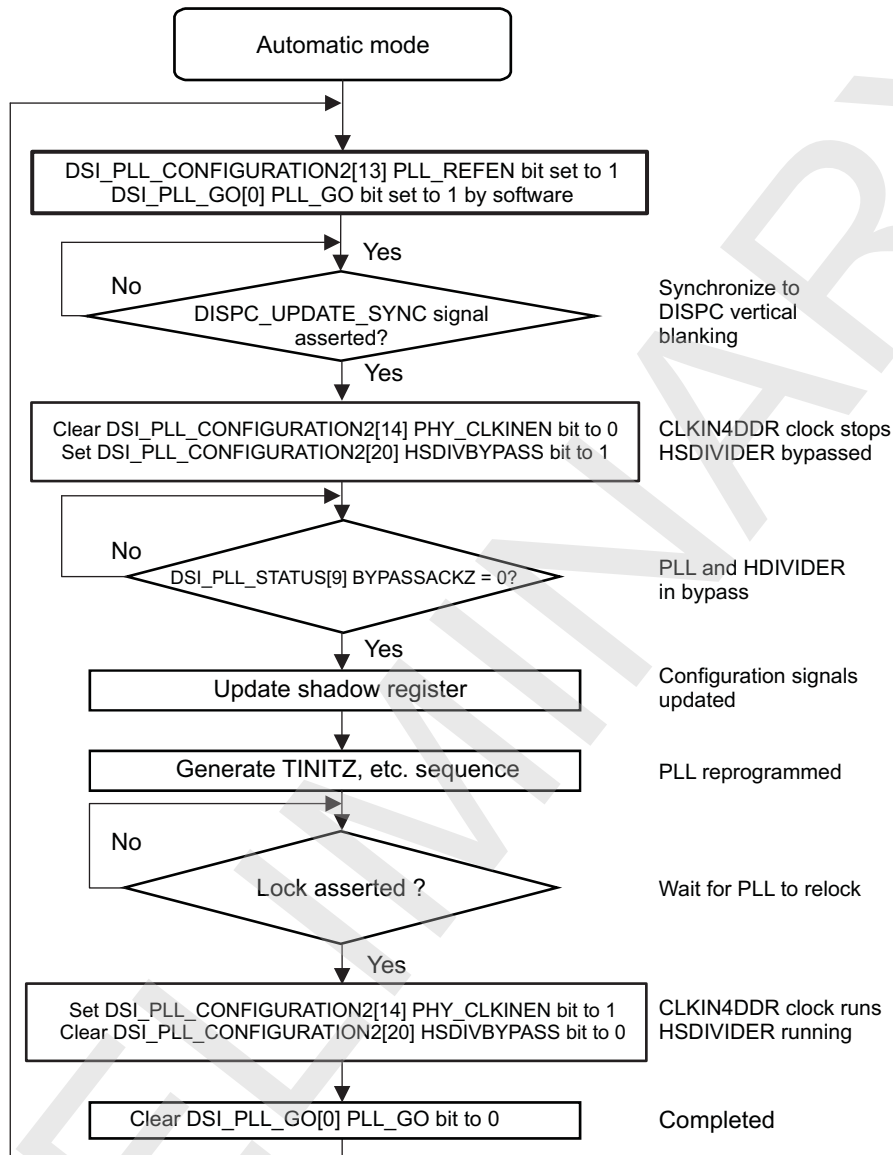 Automatic mode
DSI_PLL_CONFIGURATION2[13] PLL_REFEN bit set to 1
DSI_PLL_GO[0] PLL_GO bit set to 1 by software
Yes
No
DISPC_UPDATE_SYNC signal
asserted?
Synchronize to
DISPC vertical
blanking
Yes
Clear DSI_PLL_CONFIGURATION2[14] PHY_CLKINEN bit to 0
Set DSI_PLL_CONFIGURATION2[20] HSDIVBYPASS bit to 1
CLKIN4DDR clock stops
HSDIVIDER bypassed
No
DSI_PLL_STATUS[9] BYPASSACKZ = 0?
PLL and HDIVIDER
in bypass
Yes
Update shadow register
Configuration signals
updated
Generate TINITZ, etc. sequence
PLL reprogrammed
No
Lock asserted ?
Wait for PLL to relock
Yes
Set DSI_PLL_CONFIGURATION2[14] PHY_CLKINEN bit to 1
Clear DSI_PLL_CONFIGURATION2[20] HSDIVBYPASS bit to 0
CLKIN4DDR clock runs
HSDIVIDER running
Clear DSI_PLL_GO[0] PLL_GO bit to 0
Completed